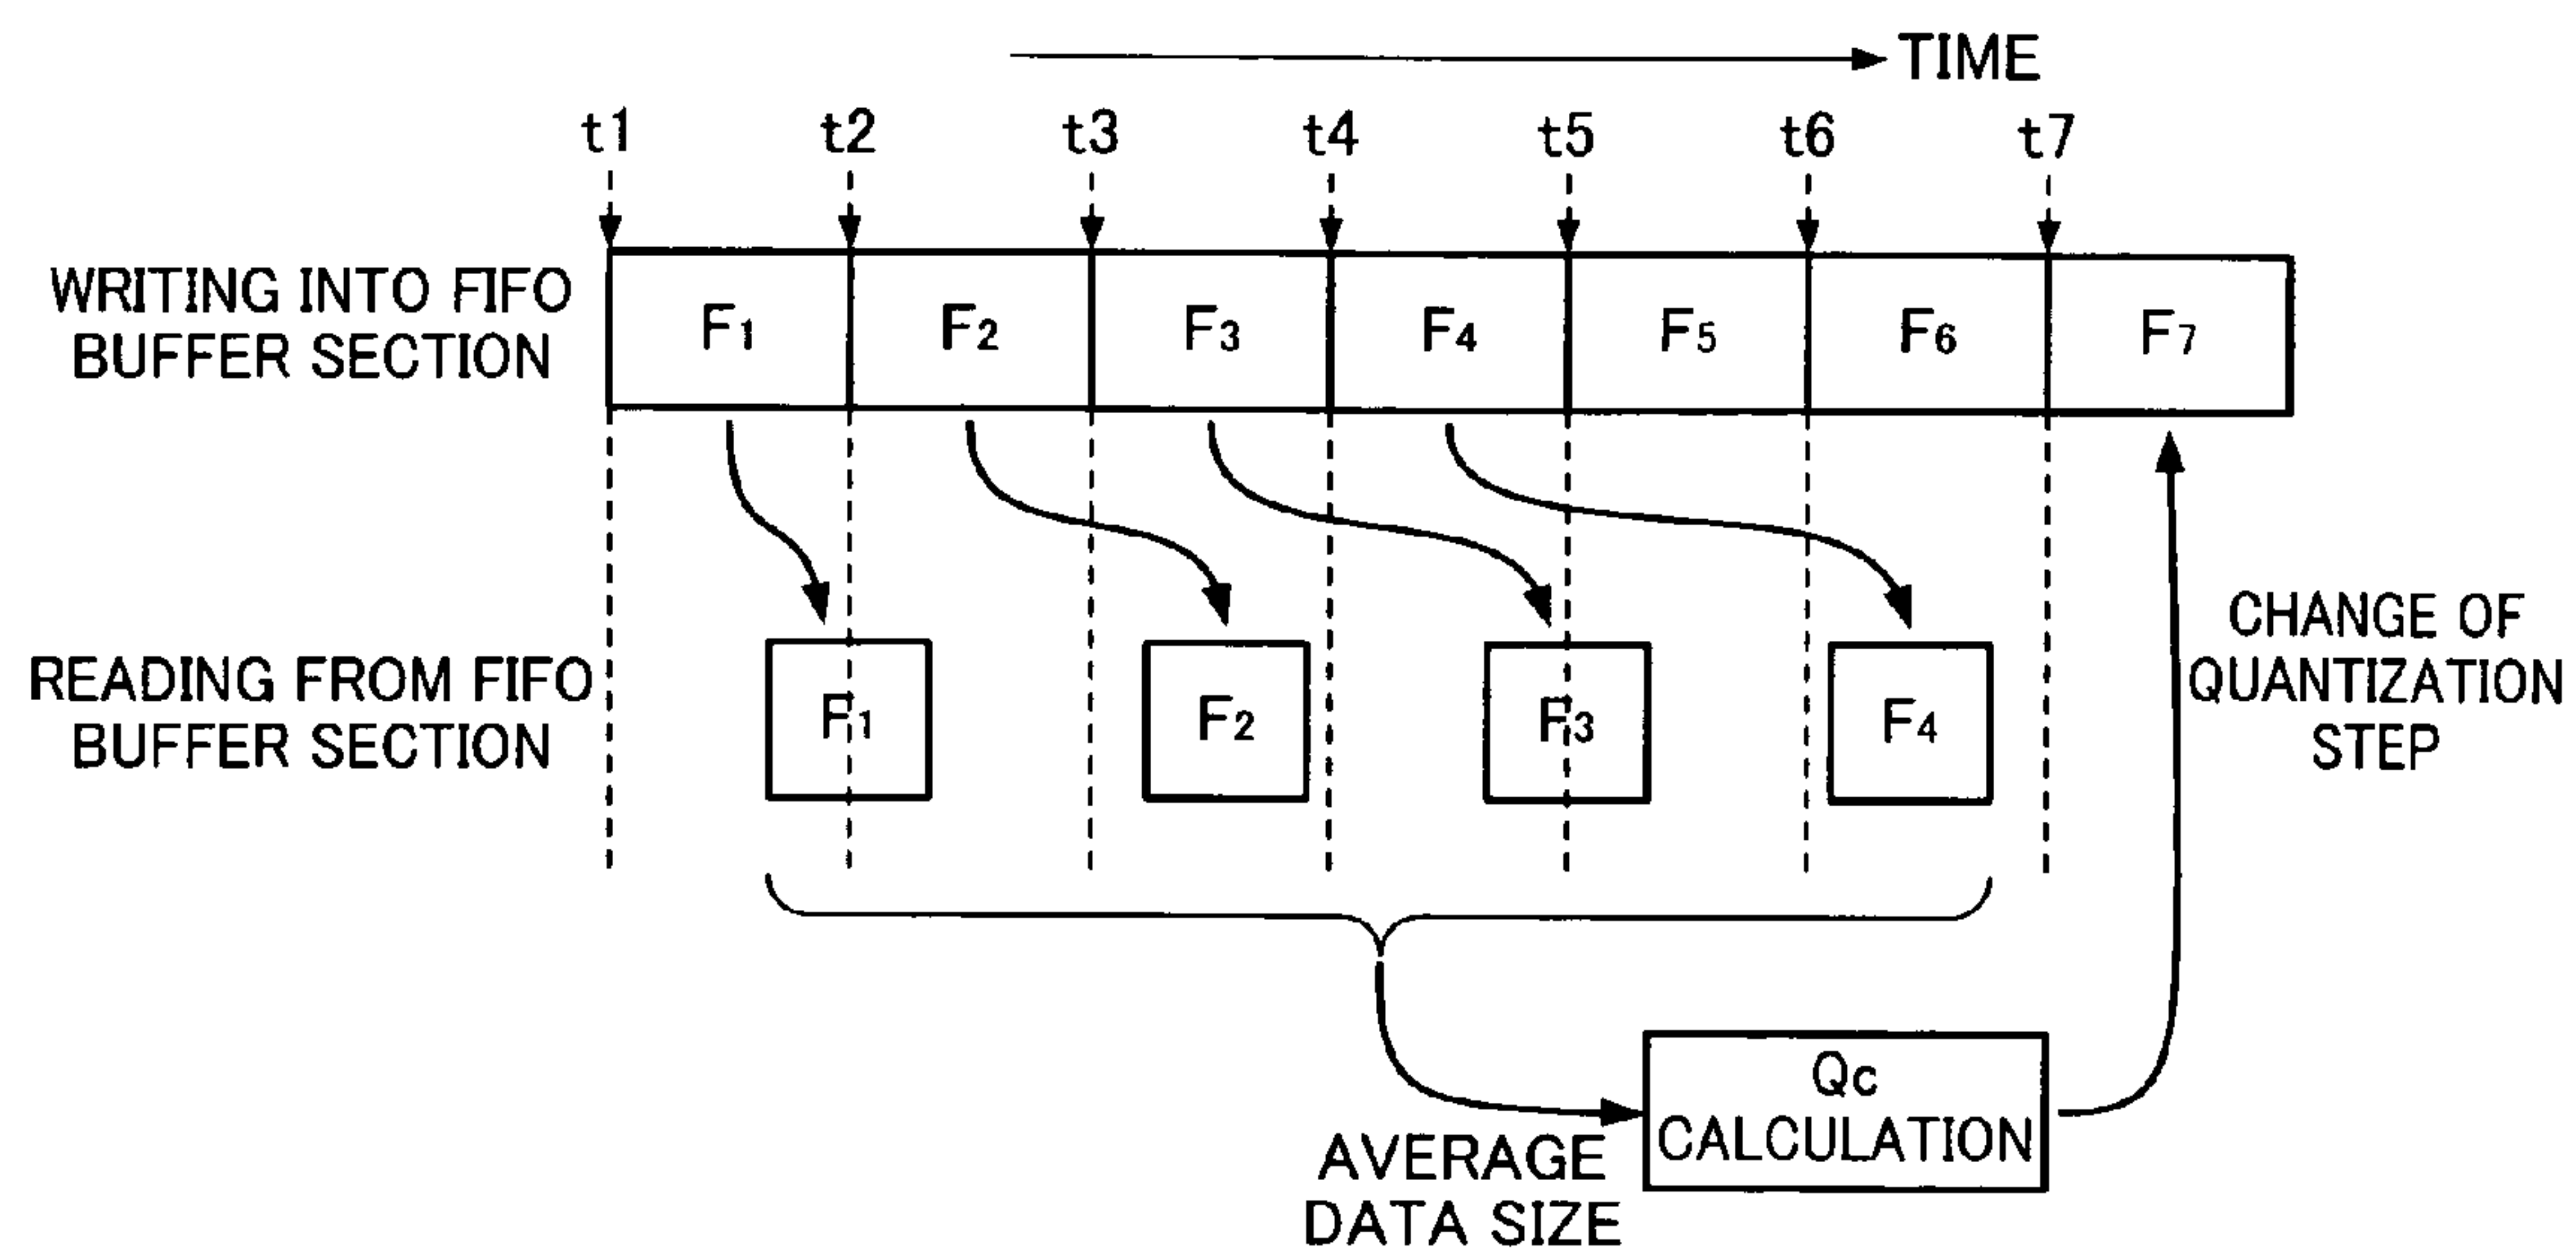 TIME
t1 t2 t3 t4 t5 t6 t7
WRITING INTO FIFO
BUFFER SECTION
F1 F2 F3 F4 F5 F6 F7
READING FROM FIFO
BUFFER SECTION
F1 F2 F3 F4
CHANGE OF
QUANTIZATION
STEP
Qc
CALCULATION
AVERAGE
DATA SIZE